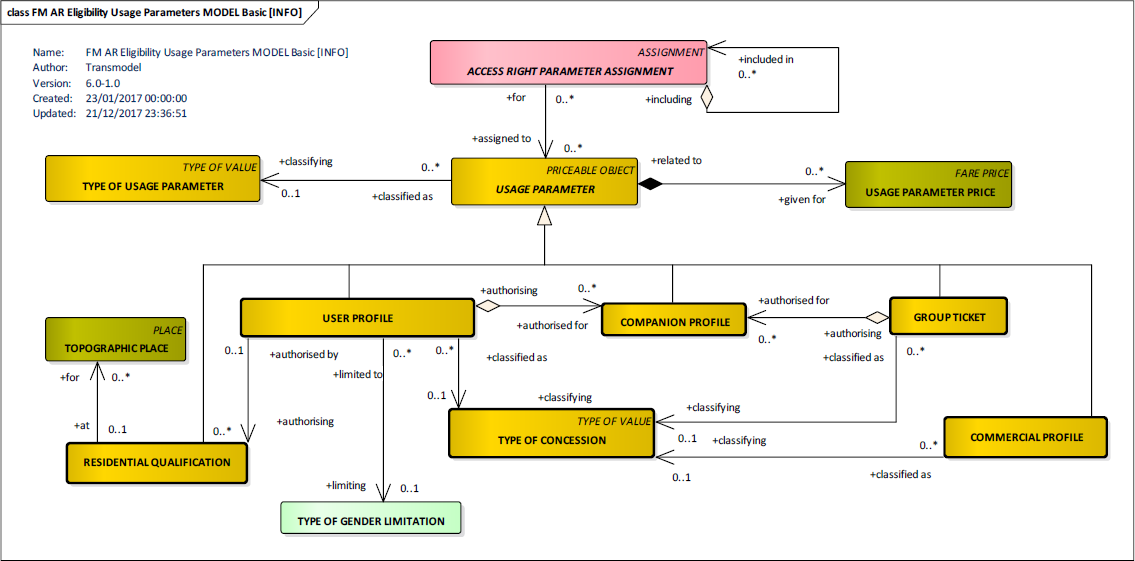 class FM AR Eligibility Usage Parameters MODEL Basic [INFO]
Name: FM AR Eligibility Usage Parameters MODEL Basic [INFO]
Author: Transmodel
Version: 6.0-1.0
Created: 23/01/2017 00:00:00
Updated: 21/12/2017 23:36:51
ASSIGNMENT
ACCESS RIGHT PARAMETER ASSIGNMENT
+included in
0..*
+for
0..*
+including
+assigned to
0..*
TYPE OF VALUE
TYPE OF USAGE PARAMETER
+classifying
0..1
0..*
+classified as
PRICEABLE OBJECT
USAGE PARAMETER
+related to
0..*
+given for
FARE PRICE
USAGE PARAMETER PRICE
USER PROFILE
+authorising
0..*
+authorised for
COMPANION PROFILE
+authorised for
0..*
+authorising
GROUP TICKET
PLACE
TOPOGRAPHIC PLACE
0..1
+authorised by
0..*
0..*
+classified as
+classified as
0..*
+for
0..*
+limited to
0..1
+classifying
+classifying
0..1
+at
0..1
0..*
+authorising
TYPE OF VALUE
TYPE OF CONCESSION
+classifying
0..1
0..*
+classified as
COMMERCIAL PROFILE
RESIDENTIAL QUALIFICATION
+limiting
0..1
TYPE OF GENDER LIMITATION